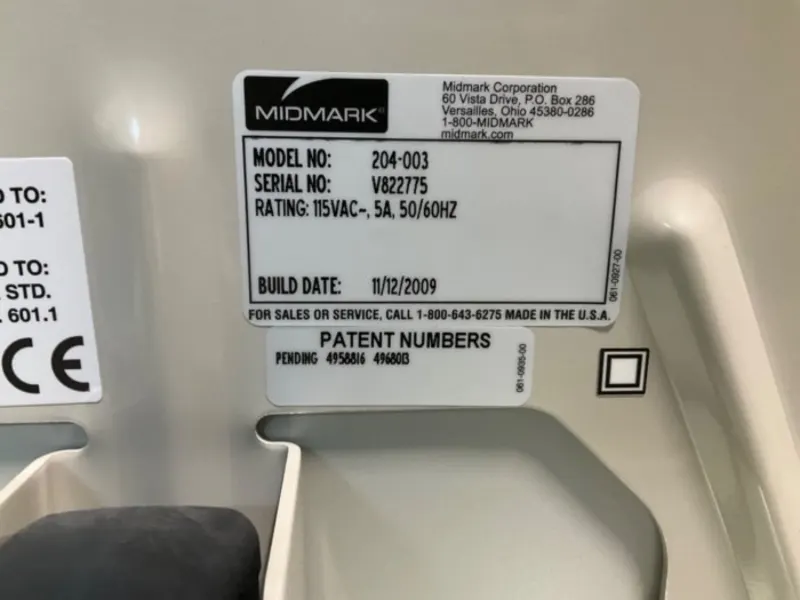 MIDMARK®
Midmark Corporation
60 Vista Drive, P.O. Box 286
Versailles, Ohio 45380-0286
1-800-MIDMARK
midmark.com
MODEL NO: 204-003
SERIAL NO: V822775
RATING: 115VAC~, 5A, 50/60HZ
BUILD DATE: 11/12/2009
061-0927-00
FOR SALES OR SERVICE, CALL 1-800-643-6275 MADE IN THE U.S.A.
PATENT NUMBERS
PENDING 4958816 4968013
061-0935-00
TO:
601-1
TO:
STD.
601.1
CE